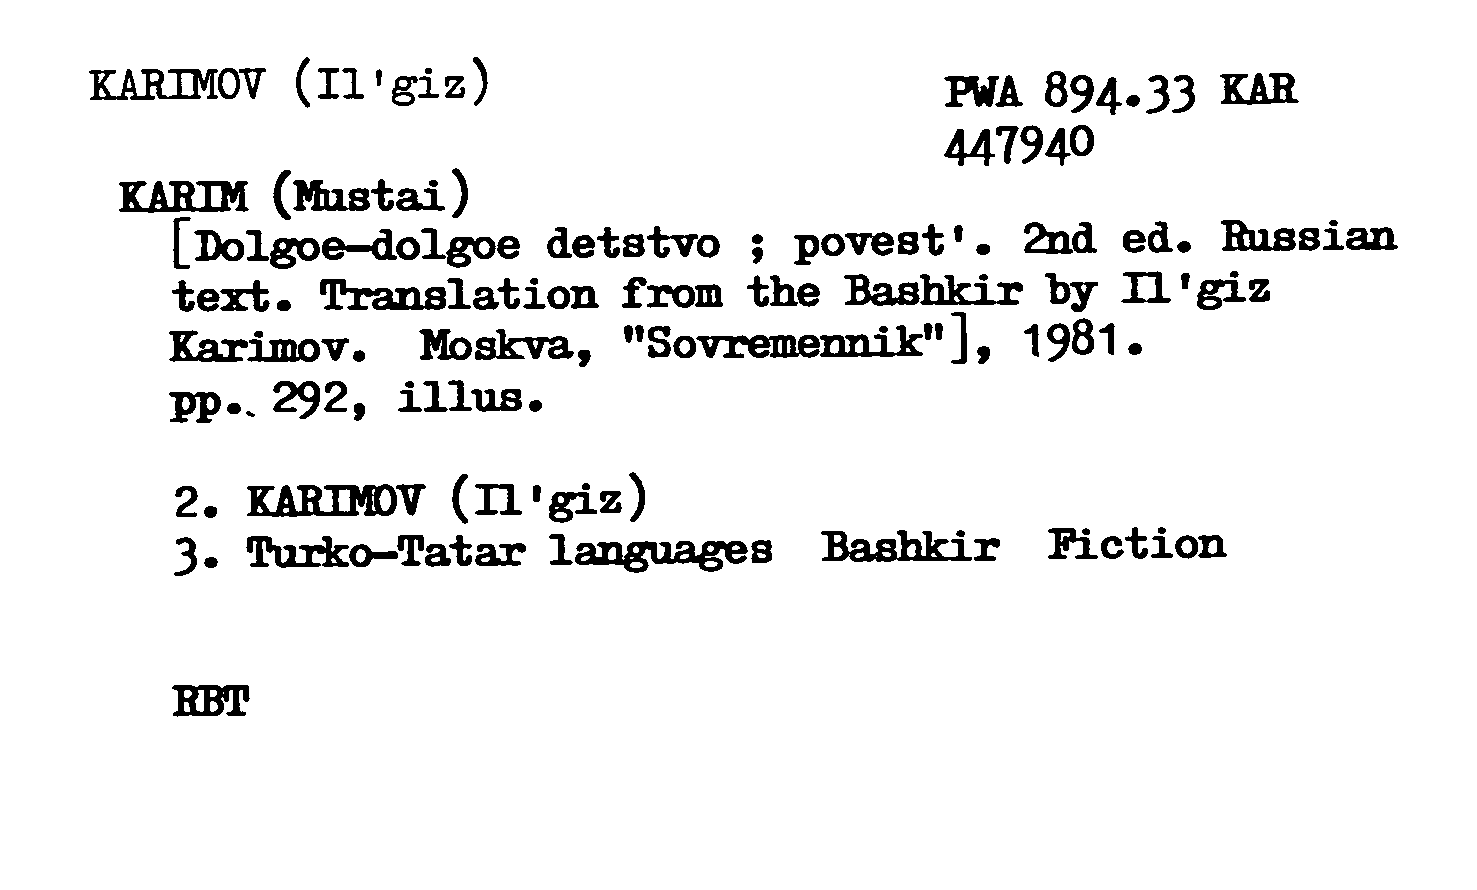 KARIMOV (Il'giz)
PWA 894.33 KAR
447940
KARIM (Mustai)
[Dolgoe-dolgoe detstvo ; povest'. 2nd ed. Russian
text. Translation from the Bashkir by Il'giz
Karimov. Moskva, "Sovremennik"], 1981.
pp. 292, illus.
2. KARIMOV (Il'giz)
3. Turko-Tatar languages Bashkir Fiction
RBT